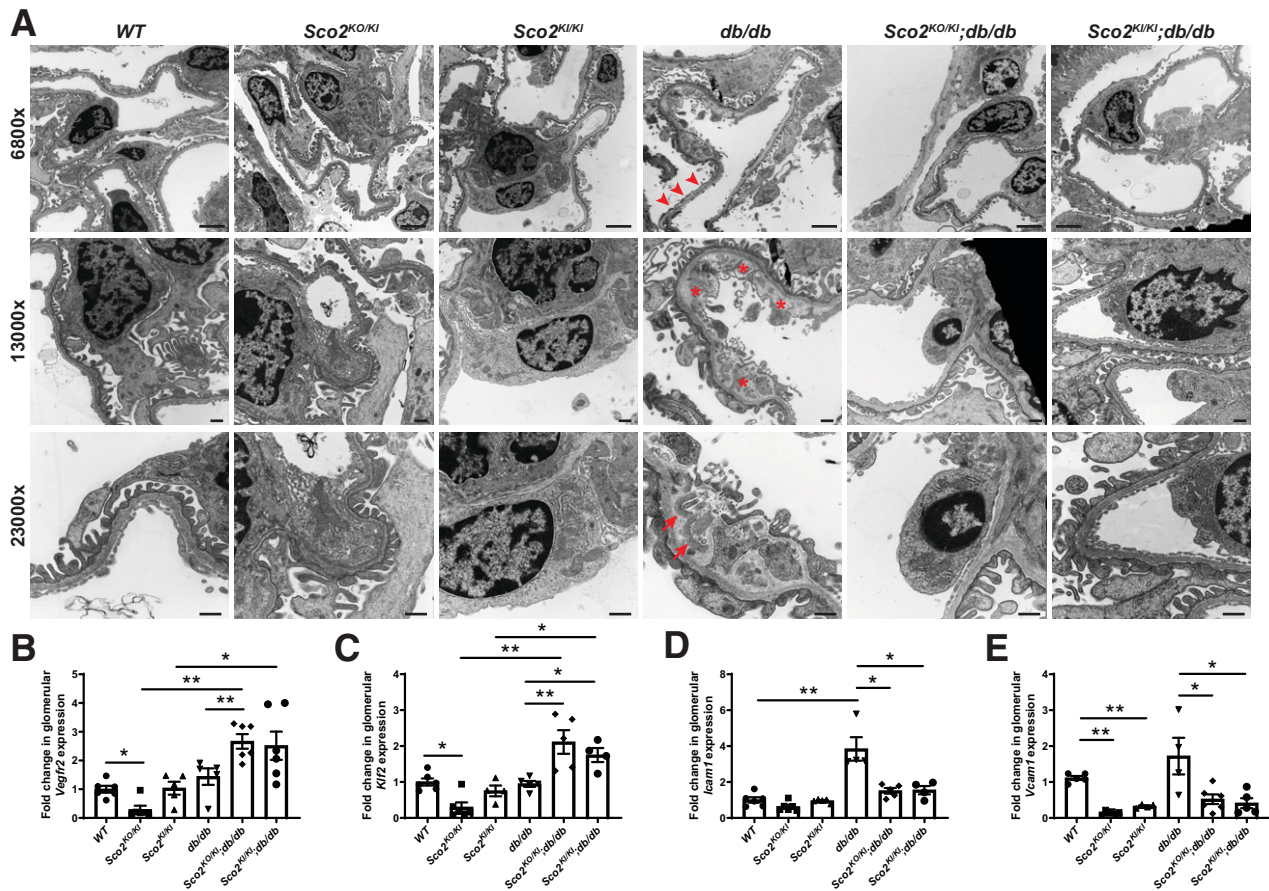 A
WT
Sco2KO/KI
Sco2KI/KI
db/db
Sco2KO/KI;db/db
Sco2KI/KI;db/db
6800x
13000x
* * * *
23000x
B
Fold change in glomerular
Vegfr2 expression
5
4
3
2
1
0
*
**
**
*
WT
Sco2KO/KI
Sco2KI/KI
db/db
Sco2KO/KI;db/db
Sco2KI/KI;db/db
C
Fold change in glomerular
Klf2 expression
4
3
2
1
0
*
**
*
**
*
WT
Sco2KO/KI
Sco2KI/KI
db/db
Sco2KO/KI;db/db
Sco2KI/KI;db/db
D
Fold change in glomerular
Icam1 expression
8
6
4
2
0
**
*
*
WT
Sco2KO/KI
Sco2KI/KI
db/db
Sco2KO/KI;db/db
Sco2KI/KI;db/db
E
Fold change in glomerular
Vcam1 expression
4
3
2
1
0
**
**
*
*
WT
Sco2KO/KI
Sco2KI/KI
db/db
Sco2KO/KI;db/db
Sco2KI/KI;db/db